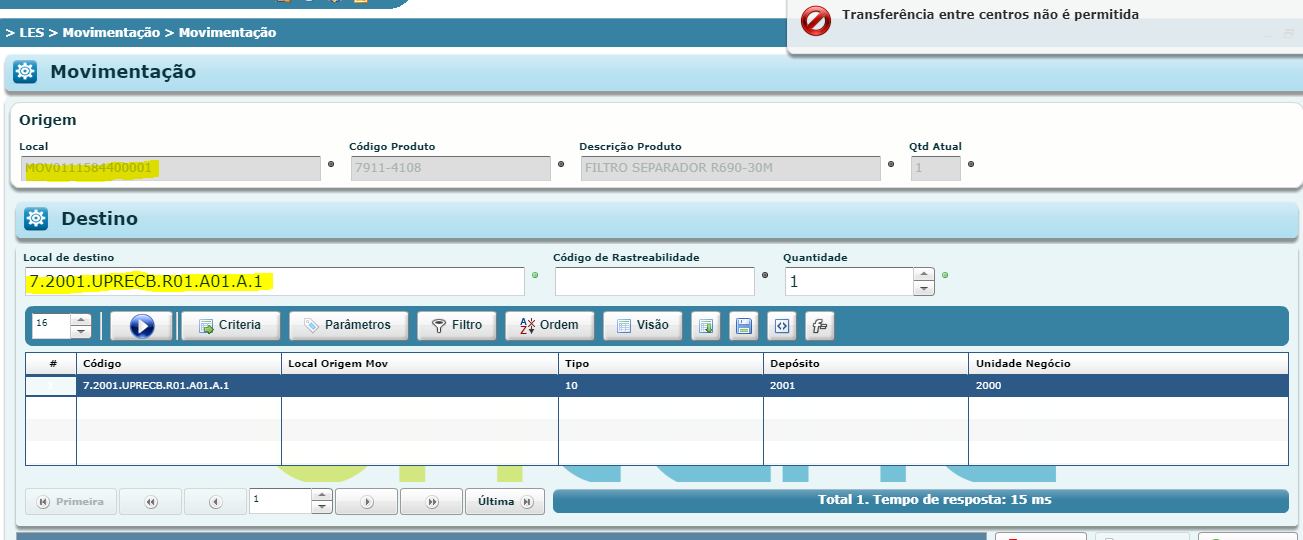 Transferência entre centros não é permitida
> LES > Movimentação > Movimentação
Movimentação
Origem
Local Código Produto Descrição Produto Qtd Atual
MOV0111584400001 7911-4108 FILTRO SEPARADOR R690-30M 1
Destino
Local de destino Código de Rastreabilidade Quantidade
7.2001.UPRECB.R01.A01.A.1 1
16 Criteria Parâmetros Filtro Ordem Visão
# Código Local Origem Mov Tipo Depósito Unidade Negócio
7.2001.UPRECB.R01.A01.A.1 10 2001 2000
Primeira 1 Última Total 1. Tempo de resposta: 15 ms